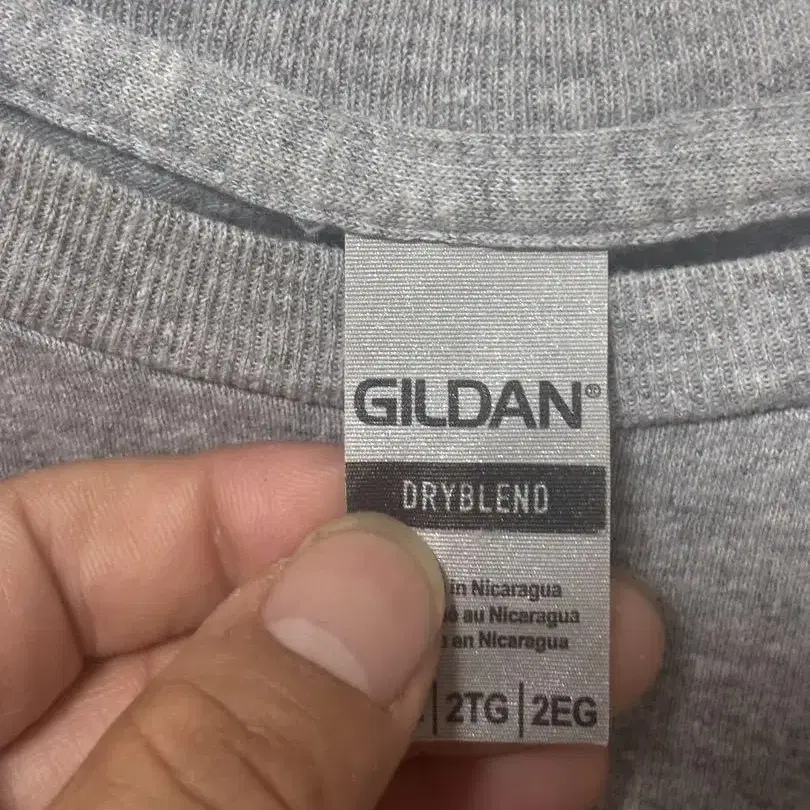 GILDAN®
DRYBLEND
in Nicaragua
au Nicaragua
en Nicaragua
2TG|2EG